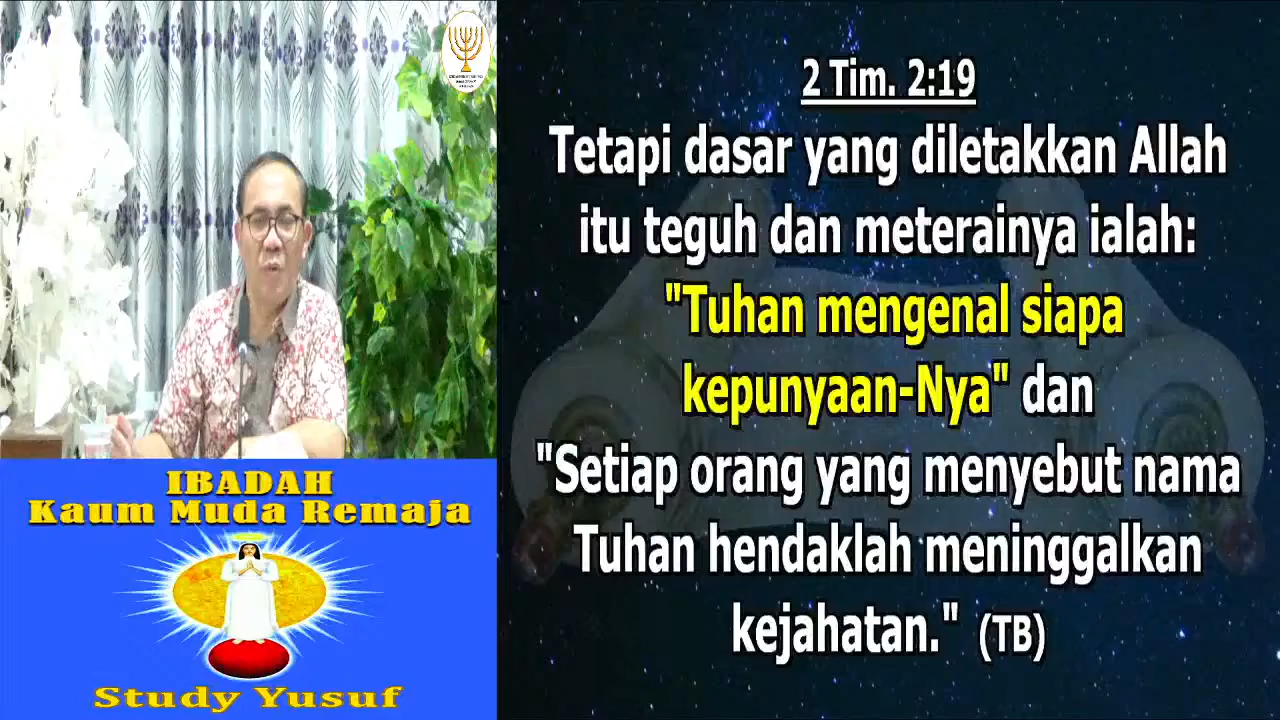 IBADAH
Kaum Muda Remaja
Study Yusuf
2 Tim. 2:19
Tetapi dasar yang diletakkan Allah
itu teguh dan meterainya ialah:
"Tuhan mengenal siapa
kepunyaan-Nya" dan
"Setiap orang yang menyebut nama
Tuhan hendaklah meninggalkan
kejahatan." (TB)